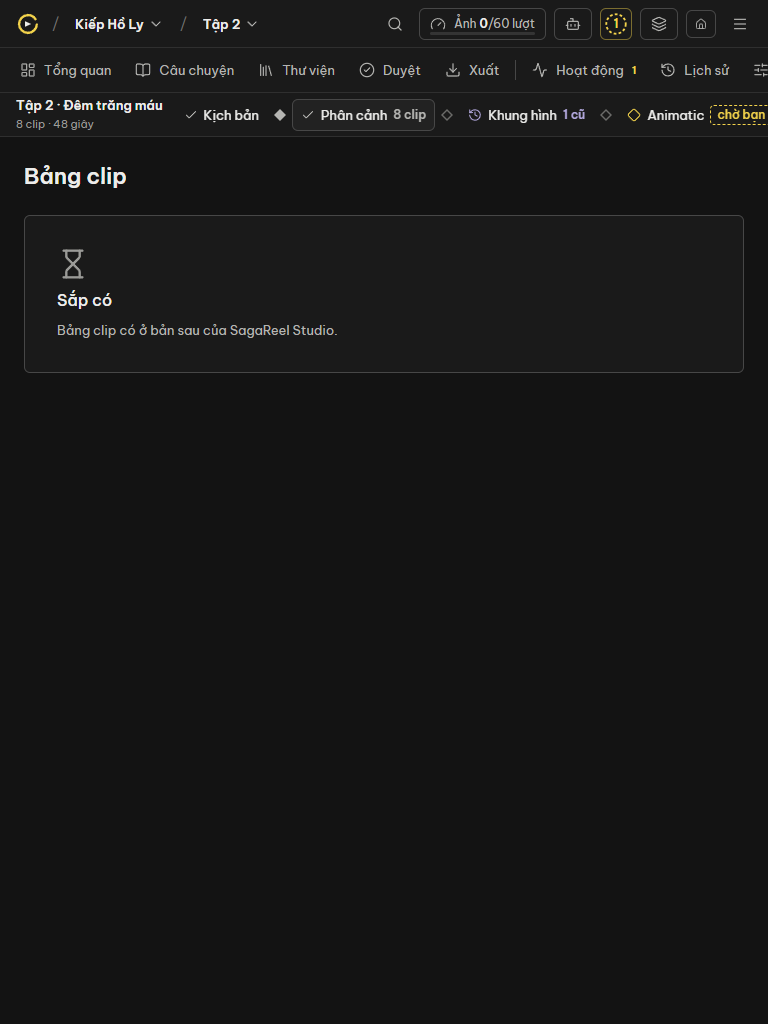 / Kiếp Hồ Ly / Tập 2 Ảnh 0/60 lượt 1
Tổng quan Câu chuyện Thư viện Duyệt Xuất Hoạt động 1 Lịch sử
Tập 2 · Đêm trăng máu
8 clip · 48 giây
Kịch bản Phân cảnh 8 clip Khung hình 1 cũ Animatic chờ bạn
Bảng clip
Sắp có
Bảng clip có ở bản sau của SagaReel Studio.